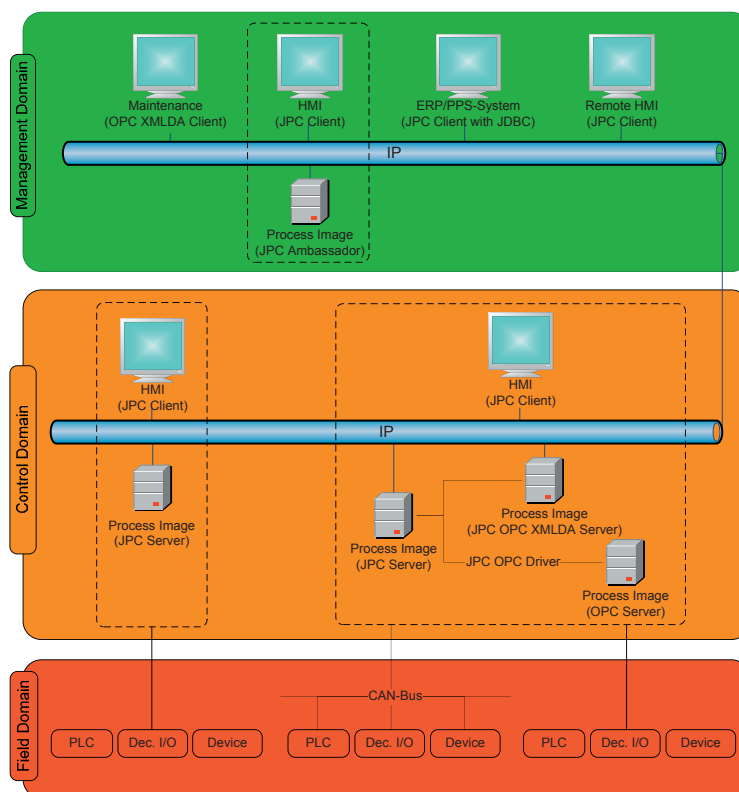 Management Domain
Maintenance
(OPC XMLDA Client)
HMI
(JPC Client)
ERP/PPS-System
(JPC Client with JDBC)
Remote HMI
(JPC Client)
IP
Process Image
(JPC Ambassador)
Control Domain
HMI
(JPC Client)
HMI
(JPC Client)
IP
Process Image
(JPC Server)
Process Image
(JPC Server)
Process Image
(JPC OPC XMLDA Server)
JPC OPC Driver
Process Image
(OPC Server)
Field Domain
CAN-Bus
PLC
Dec. I/O
Device
PLC
Dec. I/O
Device
PLC
Dec. I/O
Device